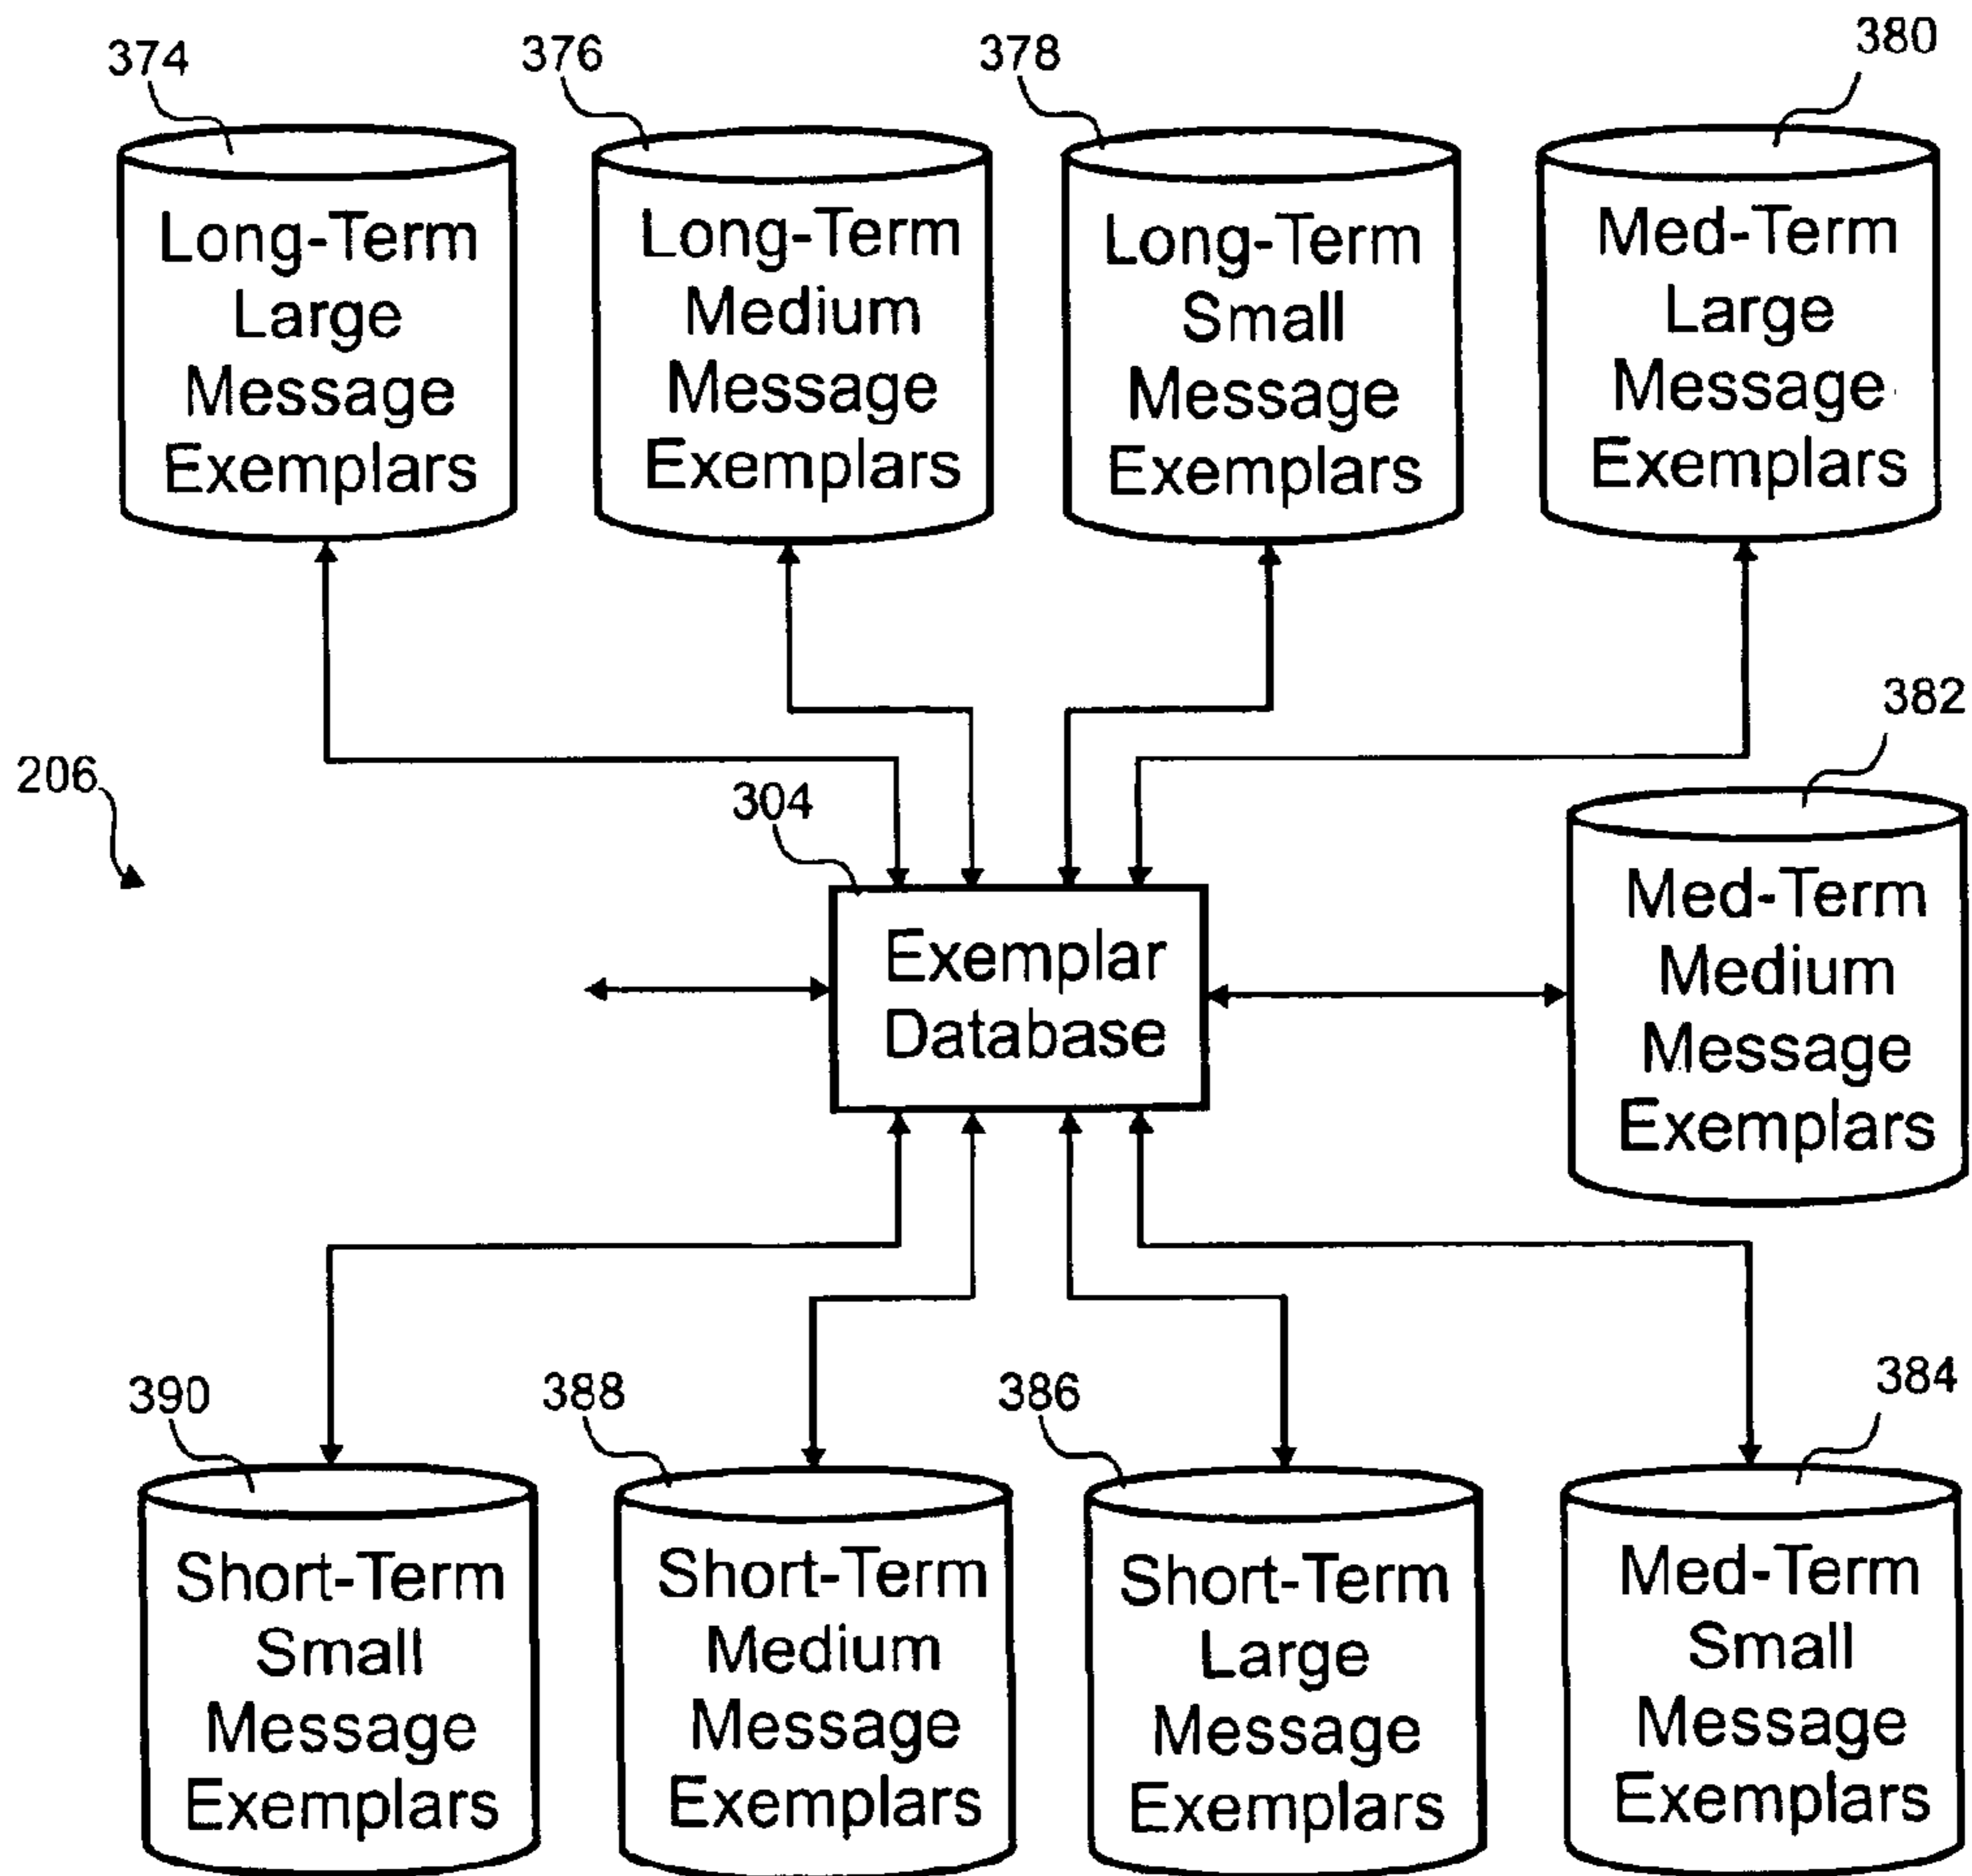 374
376
378
380
Long-Term
Large
Message
Exemplars
Long-Term
Medium
Message
Exemplars
Long-Term
Small
Message
Exemplars
Med-Term
Large
Message
Exemplars
206
304
382
Exemplar
Database
Med-Term
Medium
Message
Exemplars
390
388
386
384
Short-Term
Small
Message
Exemplars
Short-Term
Medium
Message
Exemplars
Short-Term
Large
Message
Exemplars
Med-Term
Small
Message
Exemplars